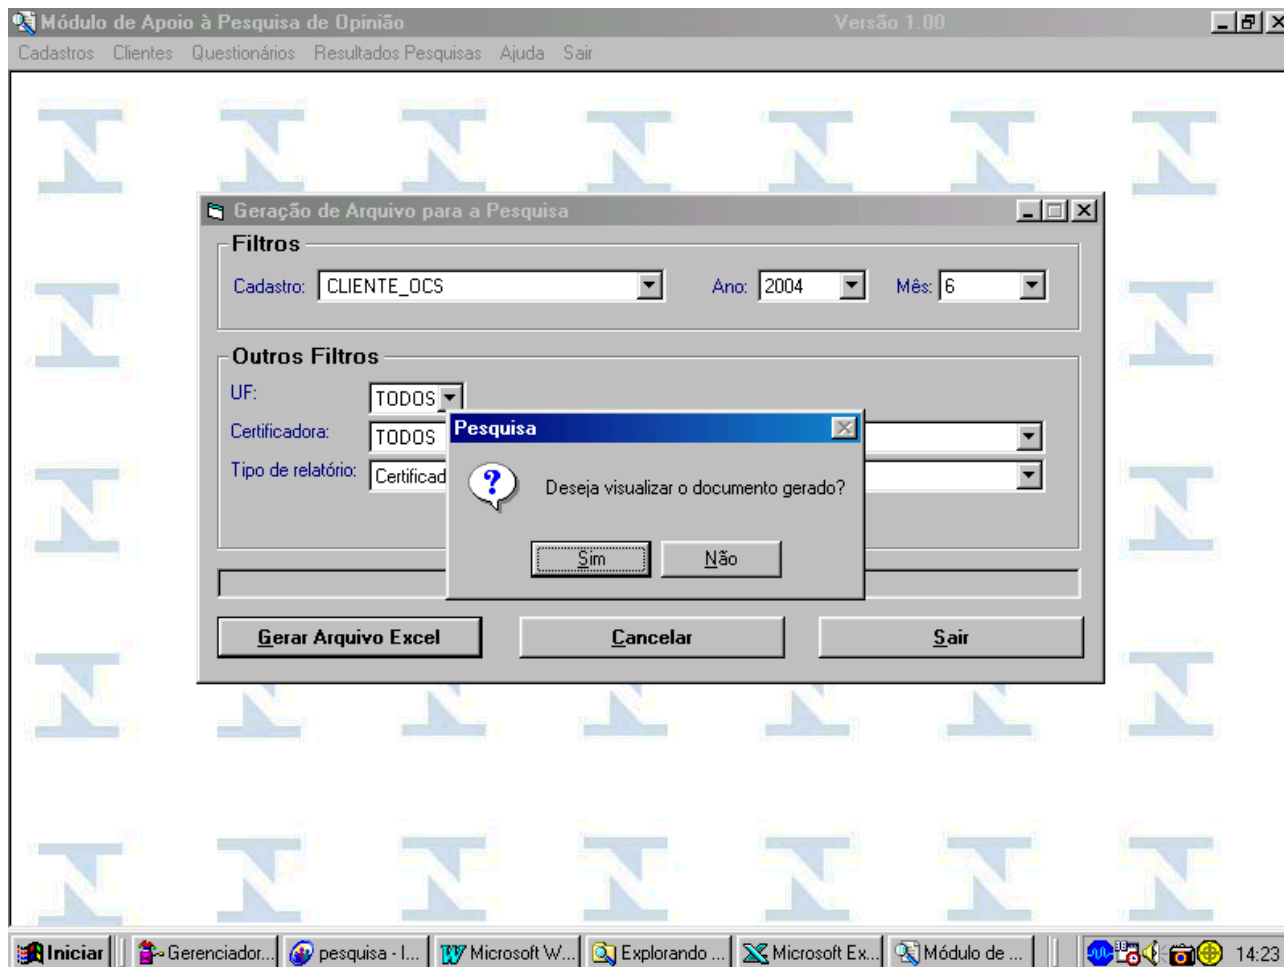 Módulo de Apoio à Pesquisa de Opinião Versão 1.00
Cadastros Clientes Questionários Resultados Pesquisas Ajuda Sair
Geração de Arquivo para a Pesquisa
Filtros
Cadastro: CLIENTE_OCS Ano: 2004 Mês: 6
Outros Filtros
UF: TODOS
Certificadora: TODOS
Tipo de relatório: Certificad
Pesquisa
Deseja visualizar o documento gerado?
Sim Não
Gerar Arquivo Excel Cancelar Sair
Iniciar Gerenciador... pesquisa - I... Microsoft W... Explorando ... Microsoft Ex... Módulo de ... 14:23